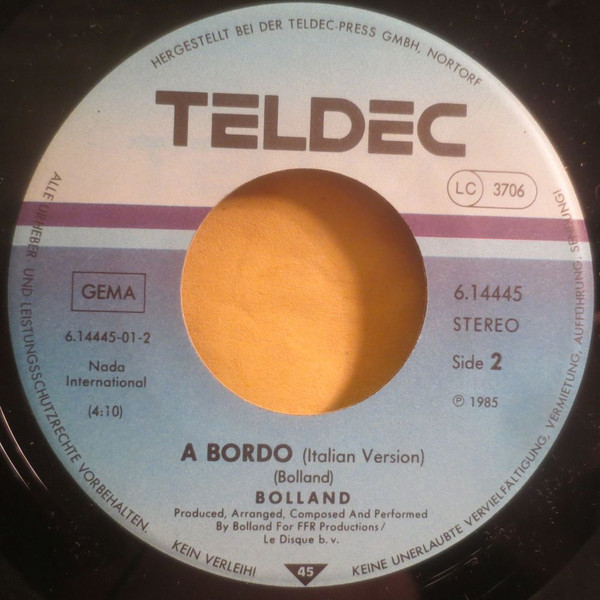 HERGESTELLT BEI DER TELDEC-PRESS GMBH, NORTORF
TELDEC
LC 3706
GEMA
6.14445-01-2
Nada
International
(4:10)
6.14445
STEREO
Side 2
℗ 1985
A BORDO (Italian Version)
(Bolland)
BOLLAND
Produced, Arranged, Composed And Performed
By Bolland For FFR Productions/
Le Disque b. v.
45
ALLE URHEBER- UND LEISTUNGSSCHUTZRECHTE VORBEHALTEN.
KEIN VERLEIH!
KEINE UNERLAUBTE VERVIELFÄLTIGUNG, VERMIETUNG, AUFFÜHRUNG, SENDUNG!